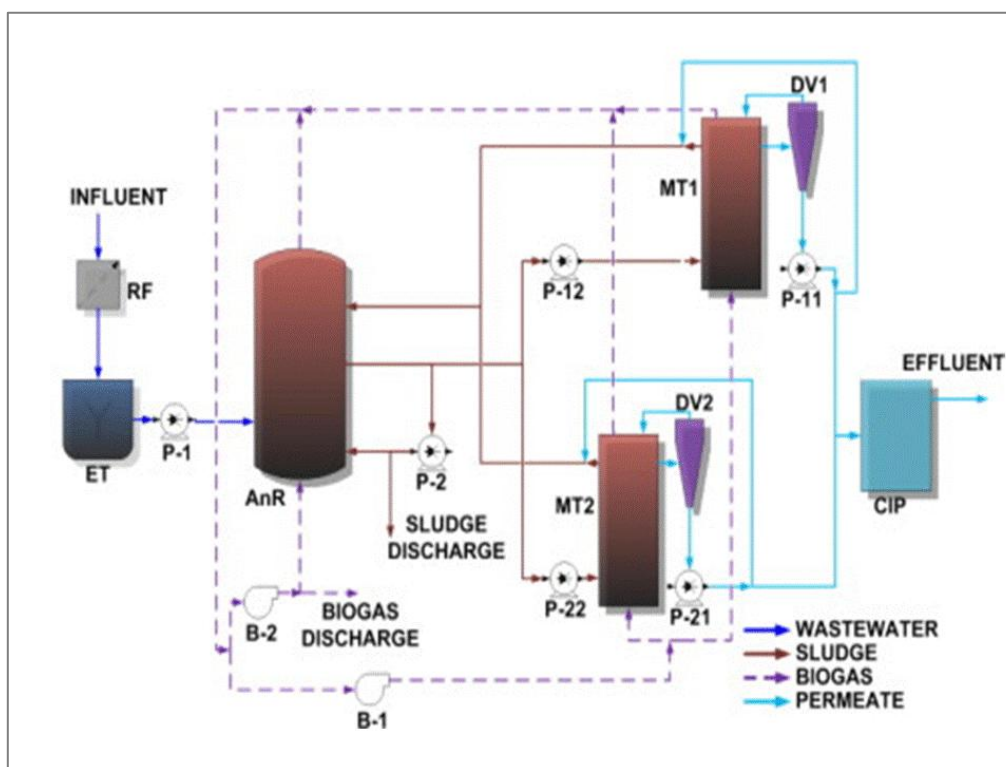 DV1
INFLUENT
MT1
RF
P-12
P-11
EFFLUENT
DV2
P-1
ET
P-2
AnR
MT2
CIP
SLUDGE
DISCHARGE
P-22
P-21
B-2
BIOGAS
DISCHARGE
B-1
WASTEWATER
SLUDGE
BIOGAS
PERMEATE